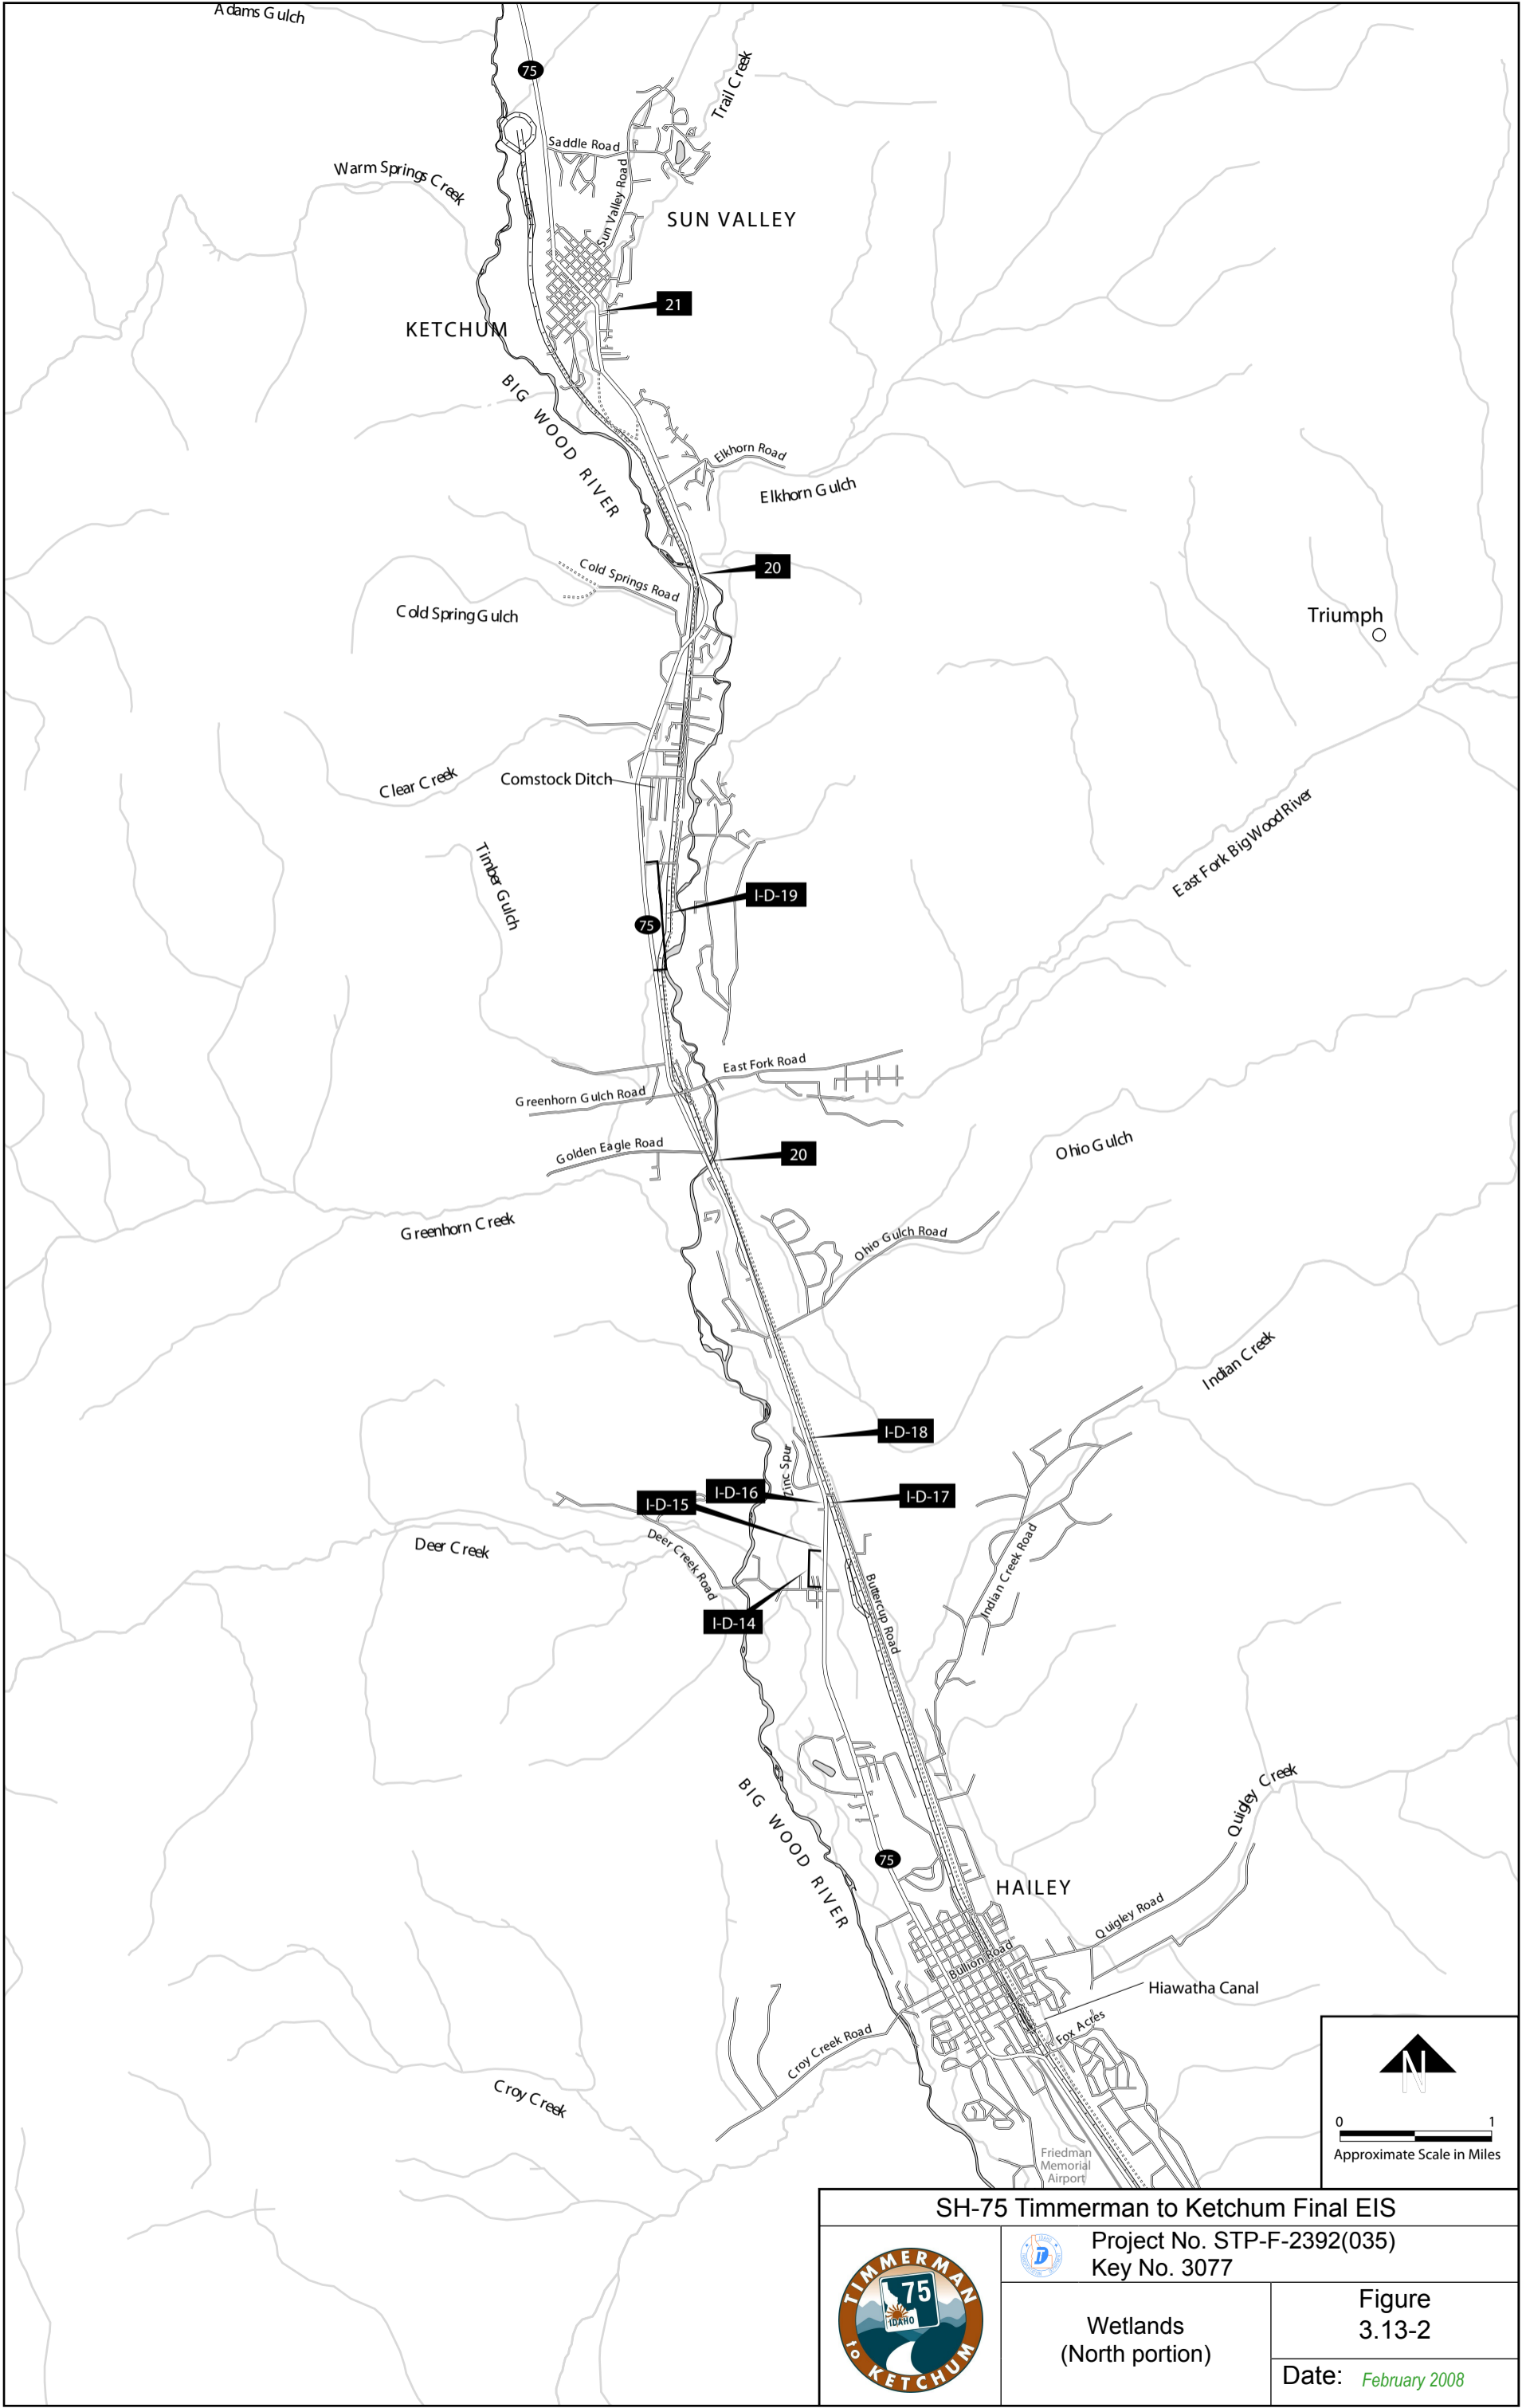 Adams Gulch
75
Trail Creek
Saddle Road
Warm Springs Creek
Sun Valley Road
SUN VALLEY
21
KETCHUM
BIG WOOD RIVER
Elkhorn Road
Elkhorn Gulch
20
Cold Springs Road
Cold Spring Gulch
Triumph
Clear Creek
Comstock Ditch
East Fork Big Wood River
Timber Gulch
I-D-19
75
East Fork Road
Greenhorn Gulch Road
Golden Eagle Road
20
Ohio Gulch
Greenhorn Creek
Ohio Gulch Road
Indian Creek
I-D-18
Zinc Spur
I-D-16
I-D-17
I-D-15
Deer Creek
Deer Creek Road
Indian Creek Road
Buttercup Road
I-D-14
BIG WOOD RIVER
Quigley Creek
75
HAILEY
Quigley Road
Bullion Road
Hiawatha Canal
Fox Acres
Croy Creek Road
Croy Creek
N
0 1
Approximate Scale in Miles
Friedman
Memorial
Airport
SH-75 Timmerman to Ketchum Final EIS
Project No. STP-F-2392(035)
Key No. 3077
TIMMERMAN
75
IDAHO
to KETCHUM
Wetlands
(North portion)
Figure
3.13-2
Date: February 2008